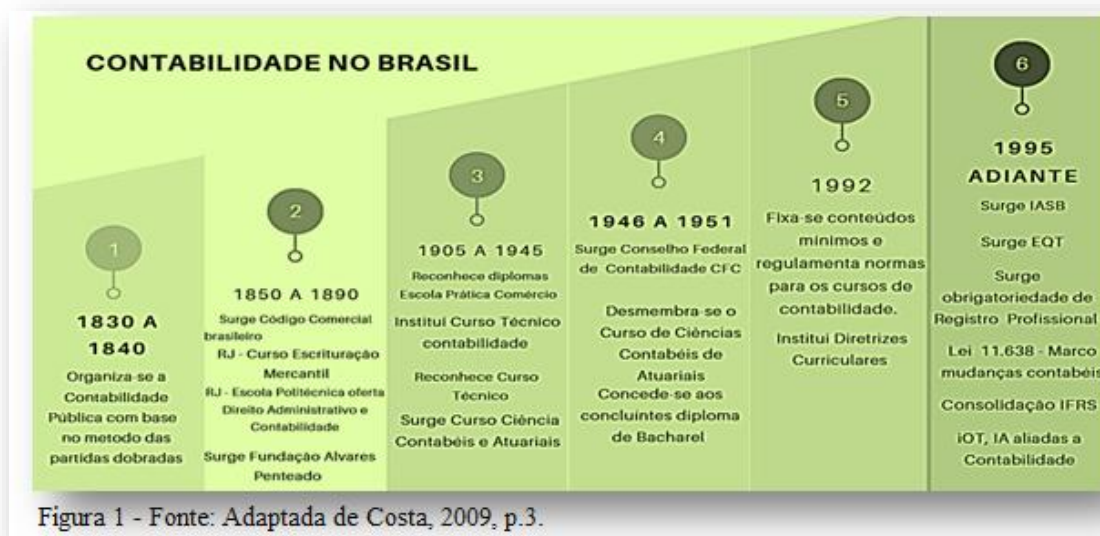 CONTABILIDADE NO BRASIL
1
1830 A
1840
Organiza-se a
Contabilidade
Pública com base
no metodo das
partidas dobradas
2
1850 A 1890
Surge Código Comercial
brasileiro
RJ - Curso Escrituração
Mercantil
RJ - Escola Politécnica oferta
Direito Administrativo e
Contabilidade
Surge Fundação Alvares
Penteado
3
1905 A 1945
Reconhece diplomas
Escola Prática Comércio
Institui Curso Técnico
contabilidade
Reconhece Curso
Técnico
Surge Curso Ciência
Contabéis e Atuariais
4
1946 A 1951
Surge Conselho Federal
de Contabilidade CFC
Desmembra-se o
Curso de Ciências
Contabéis de
Atuariais
Concede-se aos
concluintes diploma
de Bacharel
5
1992
Fixa-se conteúdos
mínimos e
regulamenta normas
para os cursos de
contabilidade.
Institui Diretrizes
Curriculares
6
1995
ADIANTE
Surge IASB
Surge EQT
Surge
obrigatoriedade de
Registro Profissional
Lei 11.638 - Marco
mudanças contabéis
Consolidação IFRS
iOT, IA aliadas a
Contabilidade
Figura 1 - Fonte: Adaptada de Costa, 2009, p.3.